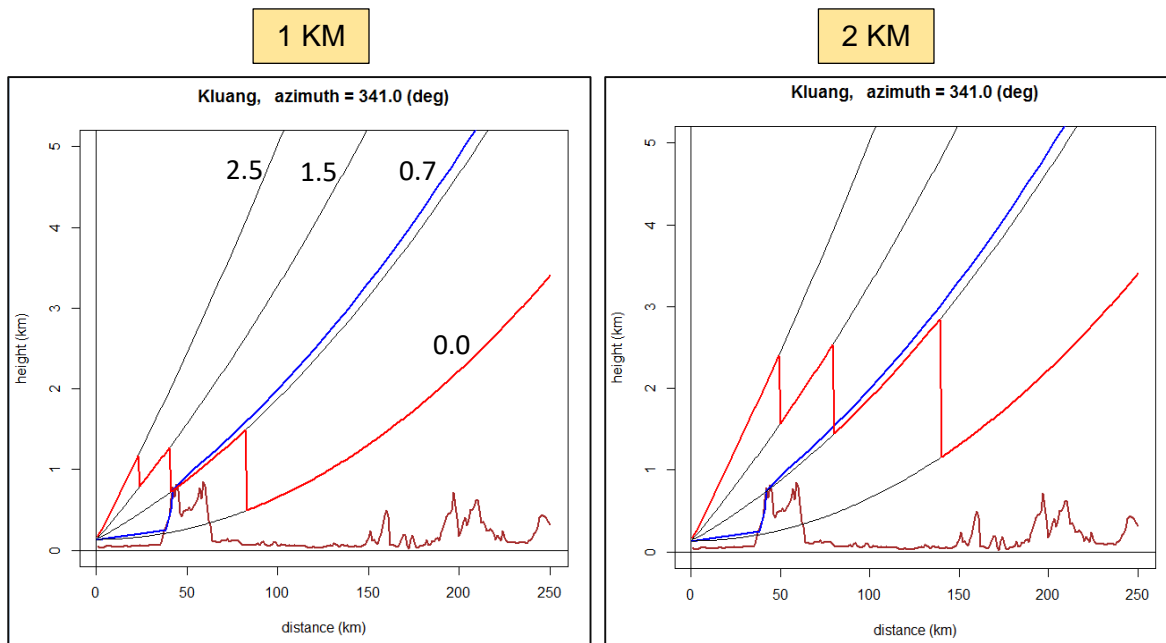 1 KM
2 KM
Kluang, azimuth = 341.0 (deg)
height (km)
5
4
3
2
1
0
2.5
1.5
0.7
0.0
0 50 100 150 200 250
distance (km)
Kluang, azimuth = 341.0 (deg)
height (km)
5
4
3
2
1
0
0 50 100 150 200 250
distance (km)